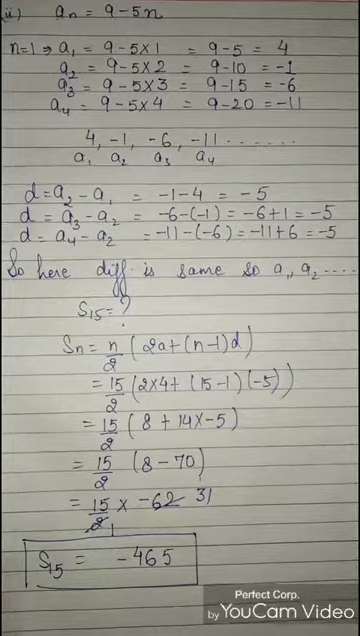 ii) an = 9-5n
n=1 ⇒ a1 = 9-5×1 = 9-5 = 4
a2 = 9-5×2 = 9-10 = -1
a3 = 9-5×3 = 9-15 = -6
a4 = 9-5×4 = 9-20 = -11
4, -1, -6, -11 ......
a1 a2 a3 a4
d = a2 - a1 = -1-4 = -5
d = a3 - a2 = -6-(-1) = -6+1 = -5
d = a4 - a2 = -11-(-6) = -11+6 = -5
So here diff is same so a1, a2 ....
S15 = ?
Sn = n/2 (2a+(n-1)d)
= 15/2 (2×4 + (15-1) (-5))
= 15/2 (8 + 14×-5)
= 15/2 (8-70)
= 15/2 1 × -62 31
S15 = -465
Perfect Corp.
by YouCam Video